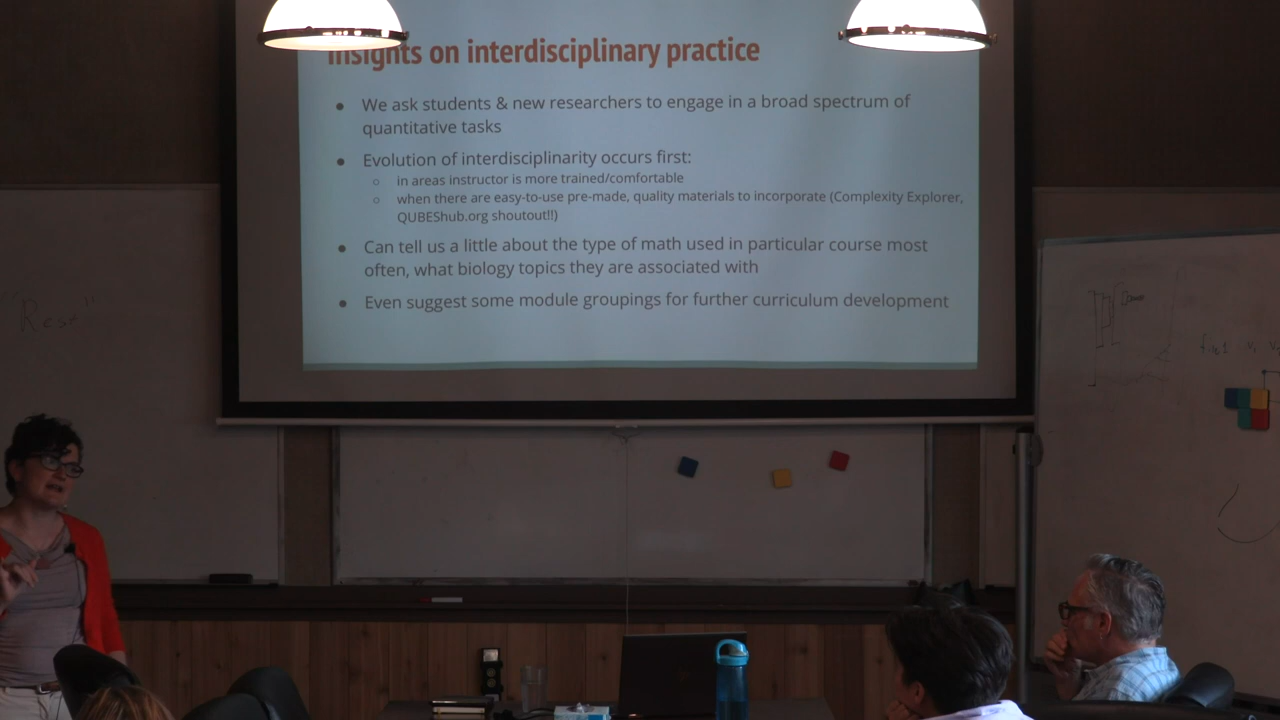 Insights on interdisciplinary practice
● We ask students & new researchers to engage in a broad spectrum of
quantitative tasks
● Evolution of interdisciplinarity occurs first:
○ in areas instructor is more trained/comfortable
○ when there are easy-to-use pre-made, quality materials to incorporate (Complexity Explorer,
QUBEShub.org shoutout!!)
● Can tell us a little about the type of math used in particular course most
often, what biology topics they are associated with
● Even suggest some module groupings for further curriculum development
"Rest"
file1 V1